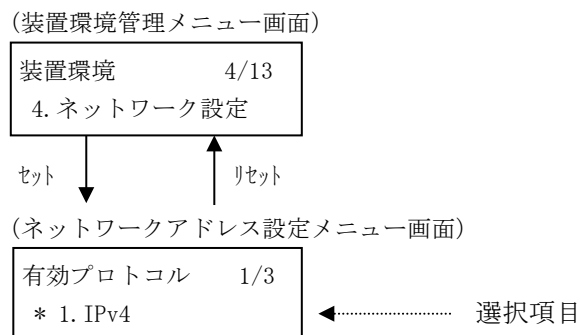 (装置環境管理メニュー画面)
装置環境 4/13
4.ネットワーク設定
ｾｯﾄ ﾘｾｯﾄ
(ネットワークアドレス設定メニュー画面)
有効プロトコル 1/3
* 1.IPv4 選択項目